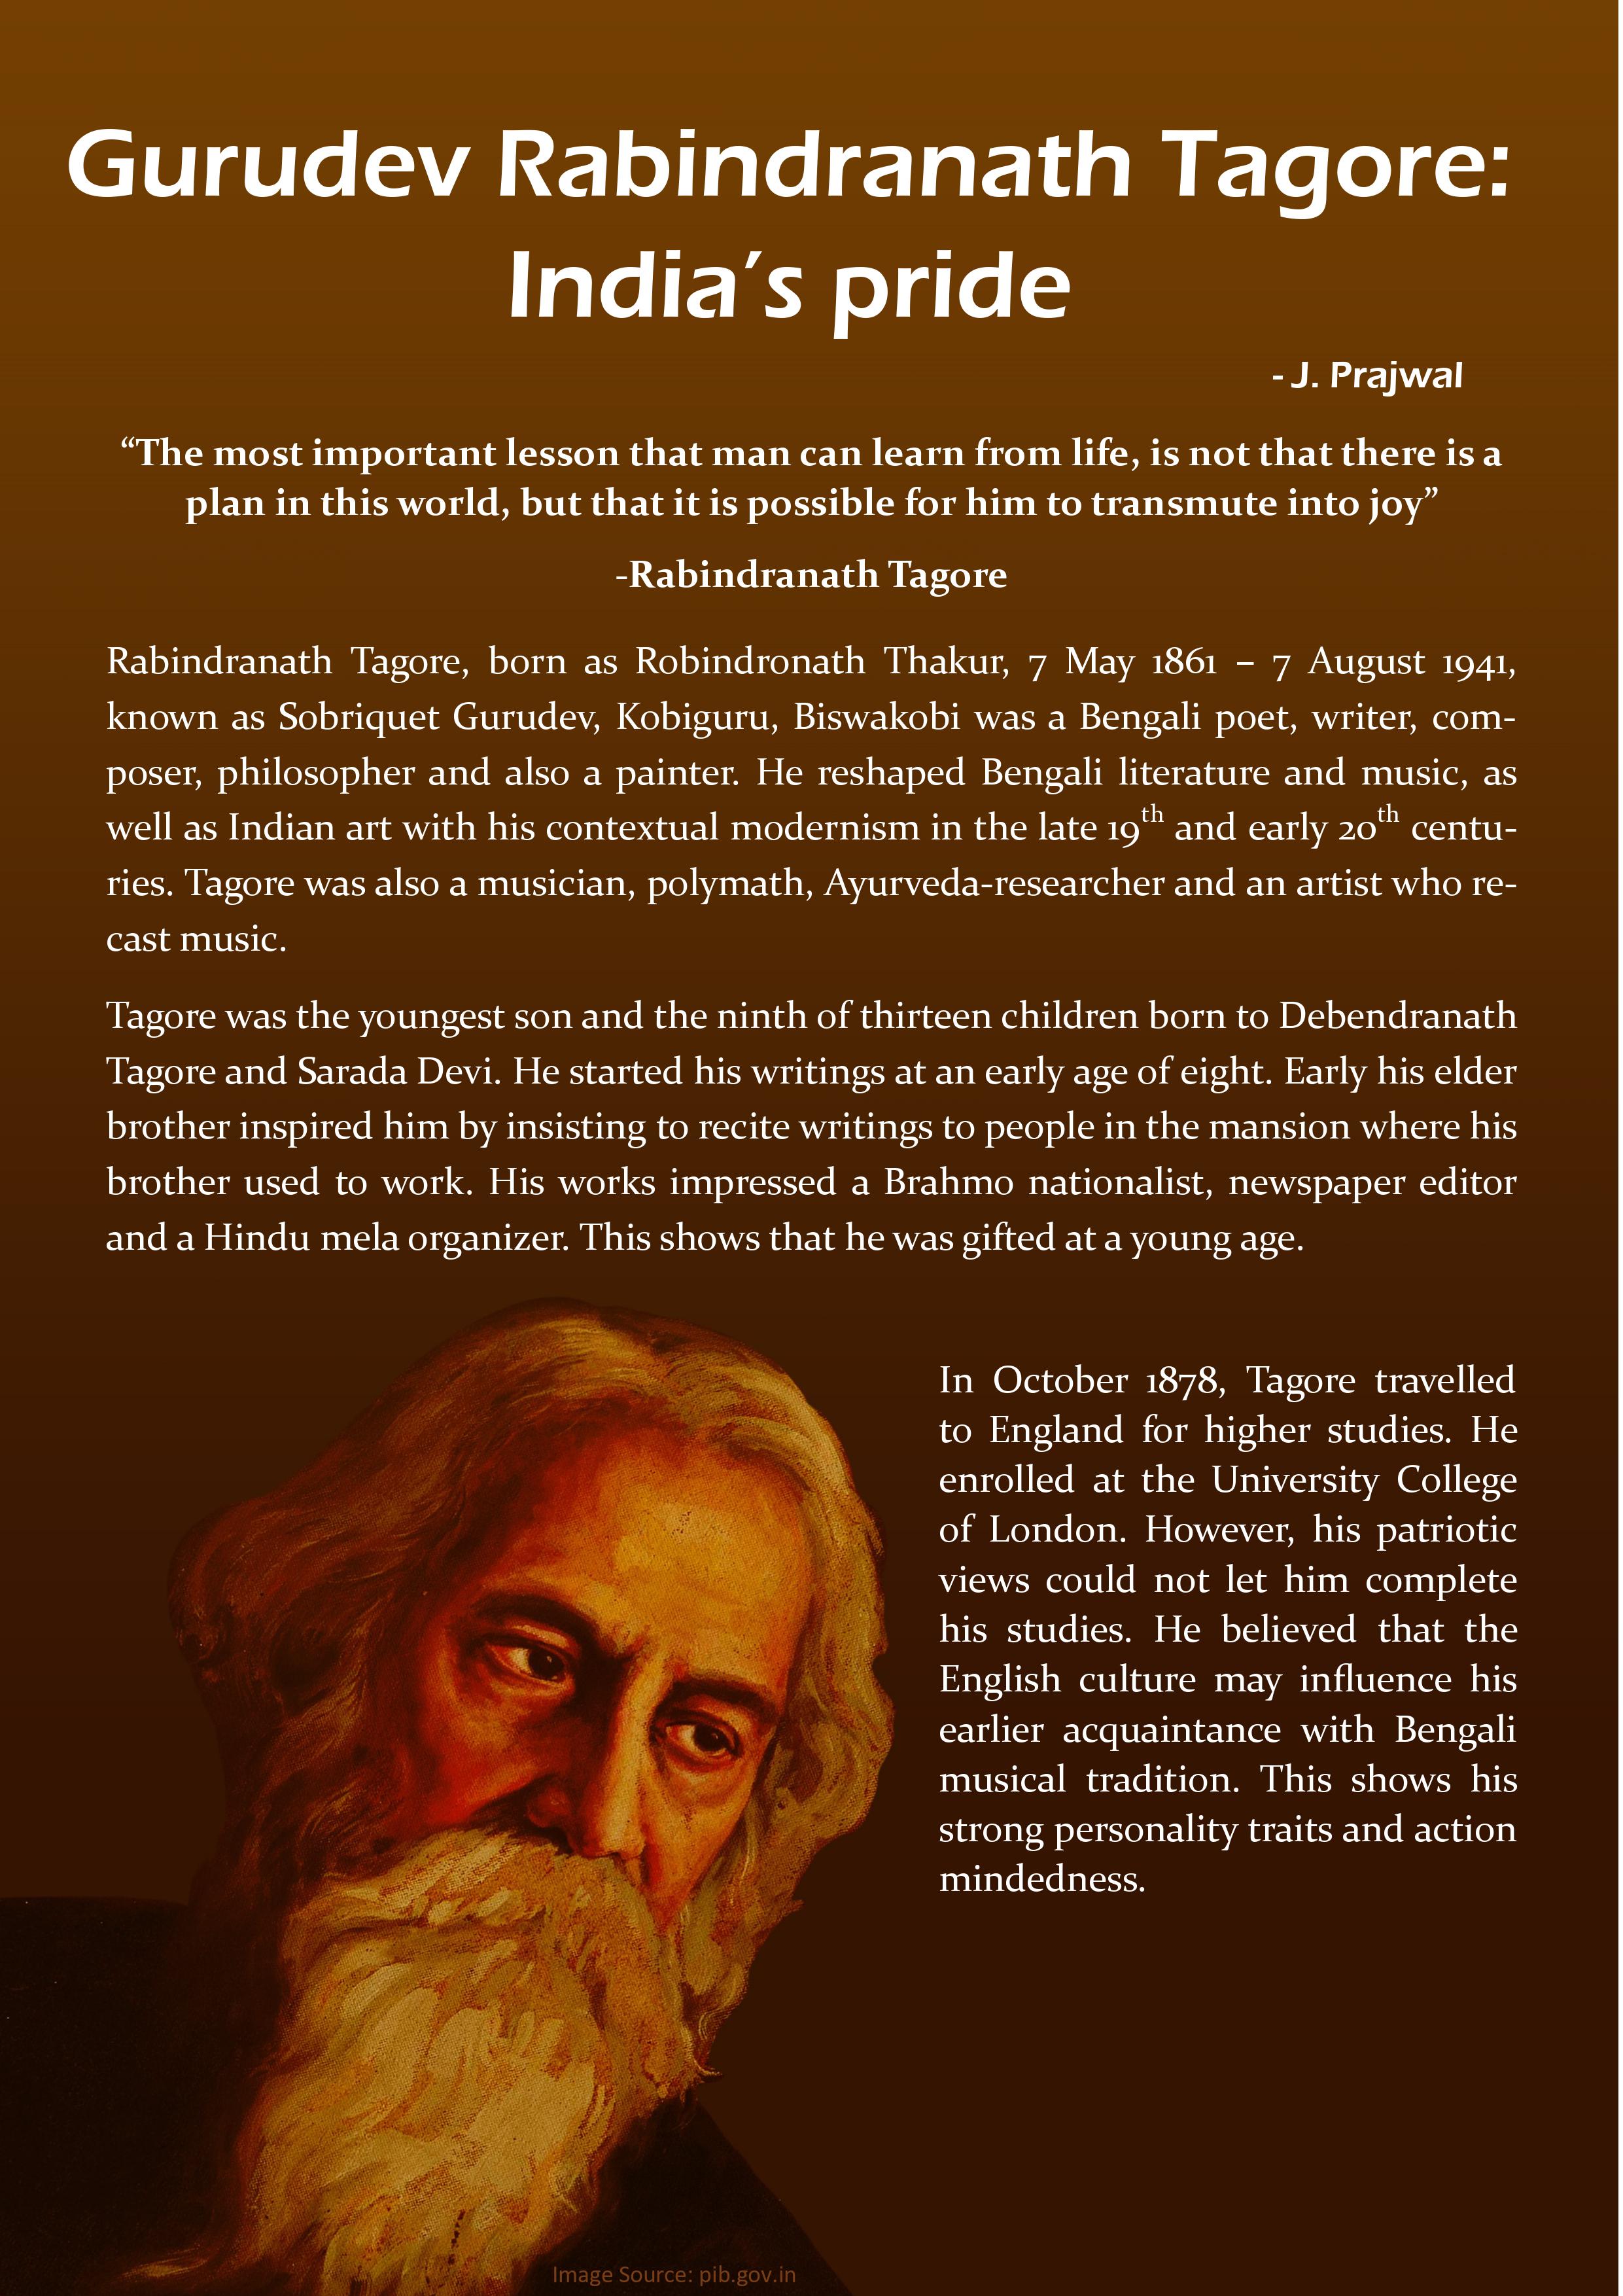 Gurudev Rabindranath Tagore:
India’s pride
- J. Prajwal
“The most important lesson that man can learn from life, is not that there is a
plan in this world, but that it is possible for him to transmute into joy”
-Rabindranath Tagore
Rabindranath Tagore, born as Robindronath Thakur, 7 May 1861 – 7 August 1941,
known as Sobriquet Gurudev, Kobiguru, Biswakobi was a Bengali poet, writer, com-
poser, philosopher and also a painter. He reshaped Bengali literature and music, as
well as Indian art with his contextual modernism in the late 19th and early 20th centu-
ries. Tagore was also a musician, polymath, Ayurveda-researcher and an artist who re-
cast music.
Tagore was the youngest son and the ninth of thirteen children born to Debendranath
Tagore and Sarada Devi. He started his writings at an early age of eight. Early his elder
brother inspired him by insisting to recite writings to people in the mansion where his
brother used to work. His works impressed a Brahmo nationalist, newspaper editor
and a Hindu mela organizer. This shows that he was gifted at a young age.
In October 1878, Tagore travelled
to England for higher studies. He
enrolled at the University College
of London. However, his patriotic
views could not let him complete
his studies. He believed that the
English culture may influence his
earlier acquaintance with Bengali
musical tradition. This shows his
strong personality traits and action
mindedness.
Image Source: pib.gov.in